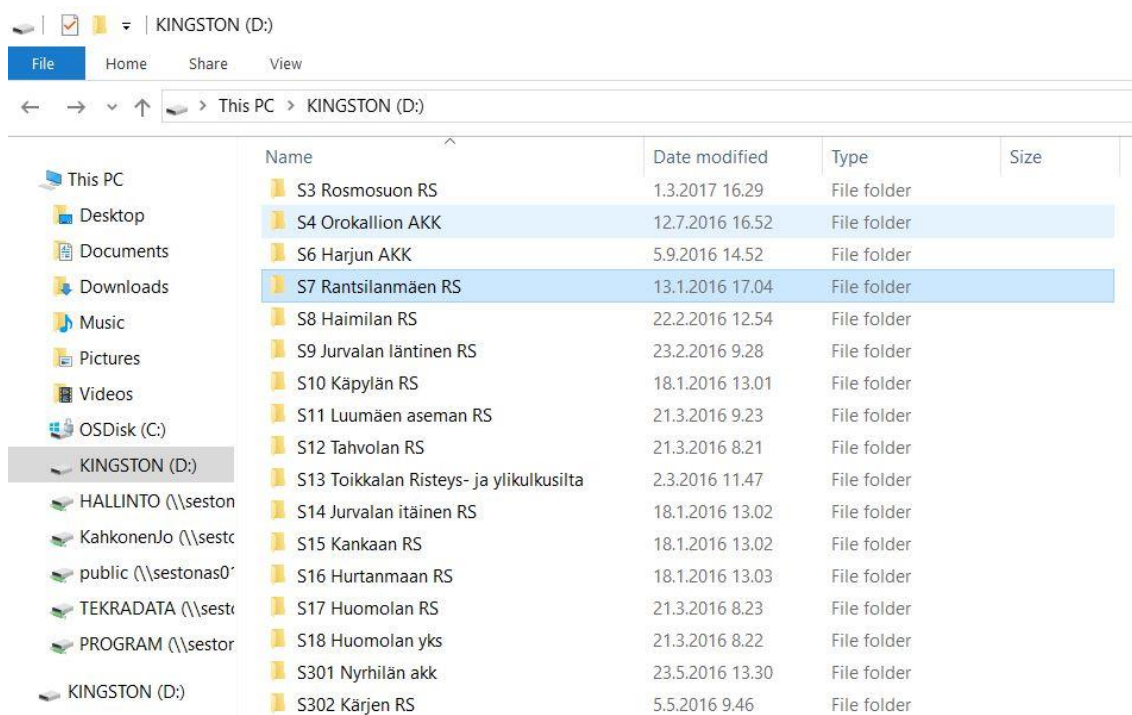 KINGSTON (D:)
File Home Share View
This PC > KINGSTON (D:)
Name Date modified Type Size
This PC
Desktop
Documents
Downloads
Music
Pictures
Videos
OSDisk (C:)
KINGSTON (D:)
HALLINTO (\\seston
KahkonenJo (\\sestc
public (\\sestonas01
TEKRADATA (\\seste
PROGRAM (\\sestor
KINGSTON (D:)
S3 Rosmosuon RS 1.3.2017 16.29 File folder
S4 Orokallion AKK 12.7.2016 16.52 File folder
S6 Harjun AKK 5.9.2016 14.52 File folder
S7 Rantsilanmäen RS 13.1.2016 17.04 File folder
S8 Haimilan RS 22.2.2016 12.54 File folder
S9 Jurvalan läntinen RS 23.2.2016 9.28 File folder
S10 Käpylän RS 18.1.2016 13.01 File folder
S11 Luumäen aseman RS 21.3.2016 9.23 File folder
S12 Tahvolan RS 21.3.2016 8.21 File folder
S13 Toikkalan Risteys- ja ylikulkusilta 2.3.2016 11.47 File folder
S14 Jurvalan itäinen RS 18.1.2016 13.02 File folder
S15 Kankaan RS 18.1.2016 13.02 File folder
S16 Hurtanmaan RS 18.1.2016 13.03 File folder
S17 Huomolan RS 21.3.2016 8.23 File folder
S18 Huomolan yks 21.3.2016 8.22 File folder
S301 Nyrhilän akk 23.5.2016 13.30 File folder
S302 Kärjen RS 5.5.2016 9.46 File folder